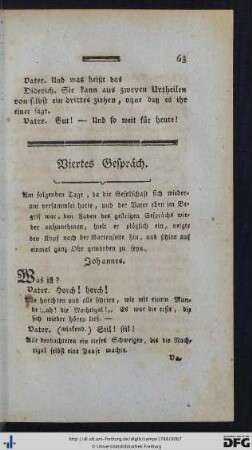 63
Vater. Und was heißt das
Diderich. Sie kann aus zweyen Urtheilen
von selbst ein drittes ziehen, ohne daß es ihr
einer sagt.
Vater. Gut! — Und so weit für heute!
Viertes Gespräch.
Am folgenden Tage, da die Gesellschaft sich wieder-
um versammlet hatte, und der Vater eben im Be-
griff war, den Faden des gestrigen Gesprächs wie-
der aufzunehmen, hielt er plötzlich ein, neigte
den Kopf nach der Gartenseite hin, und schien auf
einmal ganz Ohr geworden zu seyn.
Johannes.
Was ist?
Vater. Horch! horch!
Alle horchten und alle schrien, wie mit einem Mun-
de „ah! die Nachtigal!„ Es war die erste, die
sich wieder hören ließ. —
Vater. (winkend.) Stil! stil!
Alle beobachteten ein tiefes Schweigen, bis die Nach-
tigal selbst eine Pause machte.
Va-
http://dl.ub.uni-freiburg.de/diglit/campe1780/0087
© Universitätsbibliothek Freiburg
gefördert durch
DFG